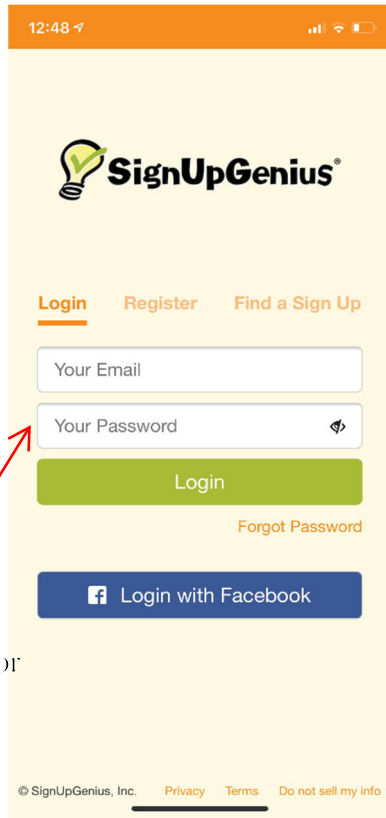 12:48
SignUpGenius®
Login Register Find a Sign Up
Your Email
Your Password
Login
Forgot Password
Login with Facebook
or
© SignUpGenius, Inc. Privacy Terms Do not sell my info